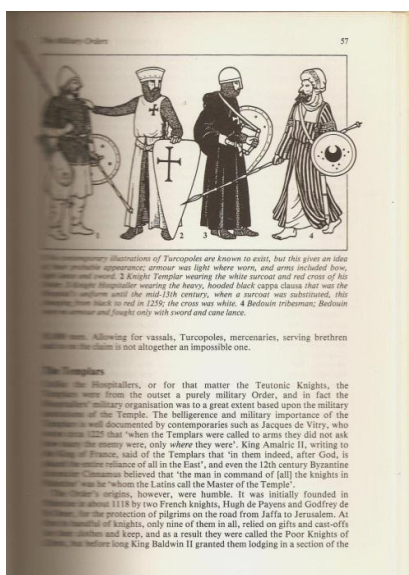 The Military Orders
57
1
2
3
4
contemporary illustrations of Turcopoles are known to exist, but this gives an idea
of their probable appearance; armour was light where worn, and arms included bow,
and sword. 2 Knight Templar wearing the white surcoat and red cross of his
3 Knight Hospitaller wearing the heavy, hooded black cappa clausa that was the
uniform until the mid-13th century, when a surcoat was substituted, this
from black to red in 1259; the cross was white. 4 Bedouin tribesman; Bedouin
armour and fought only with sword and cane lance.
men. Allowing for vassals, Turcopoles, mercenaries, serving brethren
the claim is not altogether an impossible one.
The Templars
Unlike the Hospitallers, or for that matter the Teutonic Knights, the
Templars were from the outset a purely military Order, and in fact the
Hospitallers' military organisation was to a great extent based upon the military
of the Temple. The belligerence and military importance of the
is well documented by contemporaries such as Jacques de Vitry, who
1225 that 'when the Templars were called to arms they did not ask
the enemy were, only where they were'. King Amalric II, writing to
of France, said of the Templars that 'in them indeed, after God, is
entire reliance of all in the East', and even the 12th century Byzantine
Cinnamus believed that 'the man in command of [all] the knights in
was he 'whom the Latins call the Master of the Temple'.
The Order's origins, however, were humble. It was initially founded in
in about 1118 by two French knights, Hugh de Payens and Godfrey de
for the protection of pilgrims on the road from Jaffa to Jerusalem. At
handful of knights, only nine of them in all, relied on gifts and cast-offs
clothes and keep, and as a result they were called the Poor Knights of
but before long King Baldwin II granted them lodging in a section of the